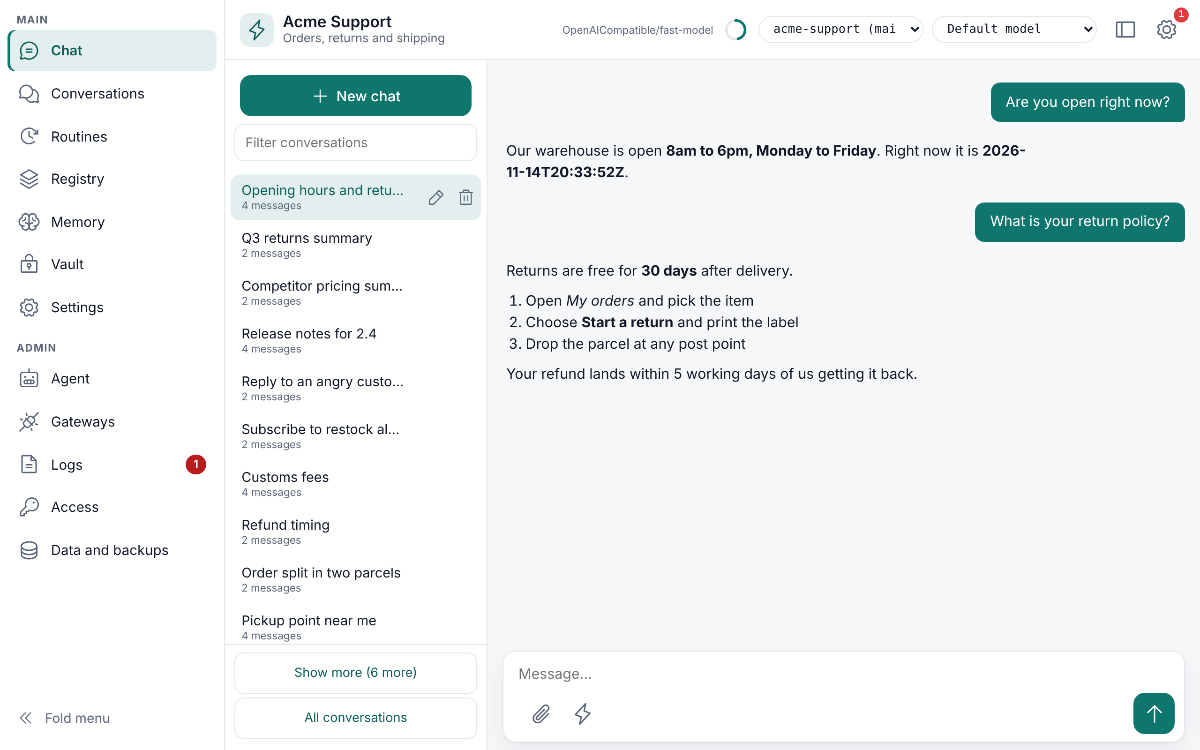 MAIN
Chat
Conversations
Routines
Registry
Memory
Vault
Settings
ADMIN
Agent
Gateways
Logs
1
Access
Data and backups
Fold menu
Acme Support
Orders, returns and shipping
OpenAICompatible/fast-model
acme-support (mai
Default model
1
New chat
Filter conversations
Opening hours and retu...
4 messages
Q3 returns summary
2 messages
Competitor pricing sum...
2 messages
Release notes for 2.4
4 messages
Reply to an angry custo...
2 messages
Subscribe to restock al...
2 messages
Customs fees
4 messages
Refund timing
2 messages
Order split in two parcels
2 messages
Pickup point near me
4 messages
Show more (6 more)
All conversations
Are you open right now?
Our warehouse is open 8am to 6pm, Monday to Friday. Right now it is 2026-
11-14T20:33:52Z.
What is your return policy?
Returns are free for 30 days after delivery.
1. Open My orders and pick the item
2. Choose Start a return and print the label
3. Drop the parcel at any post point
Your refund lands within 5 working days of us getting it back.
Message...